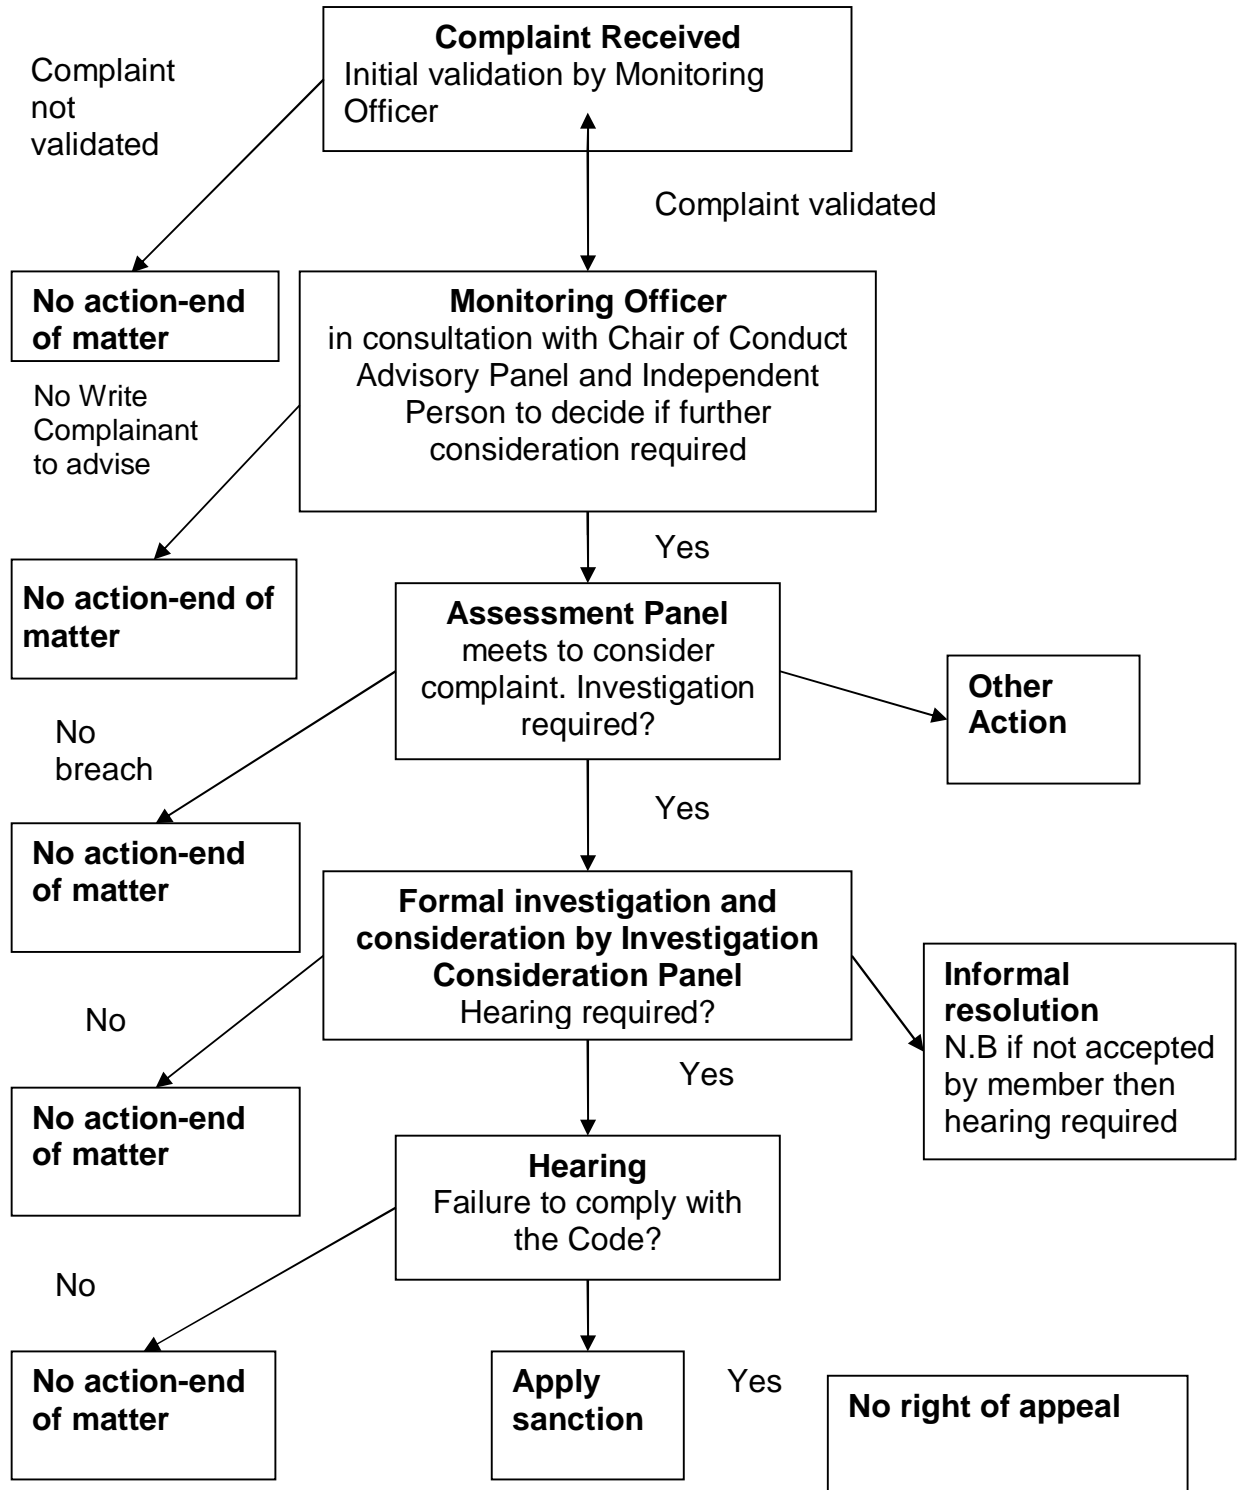 Complaint Received
Initial validation by Monitoring
Officer
Complaint
not
validated
Complaint validated
No action-end
of matter
Monitoring Officer
in consultation with Chair of Conduct
Advisory Panel and Independent
Person to decide if further
consideration required
No Write
Complainant
to advise
Yes
No action-end of
matter
Assessment Panel
meets to consider
complaint. Investigation
required?
Other
Action
No
breach
Yes
No action-end
of matter
Formal investigation and
consideration by Investigation
Consideration Panel
Hearing required?
Informal
resolution
N.B if not accepted
by member then
hearing required
No
Yes
No action-end
of matter
Hearing
Failure to comply with
the Code?
No
No action-end
of matter
Apply
sanction
Yes
No right of appeal